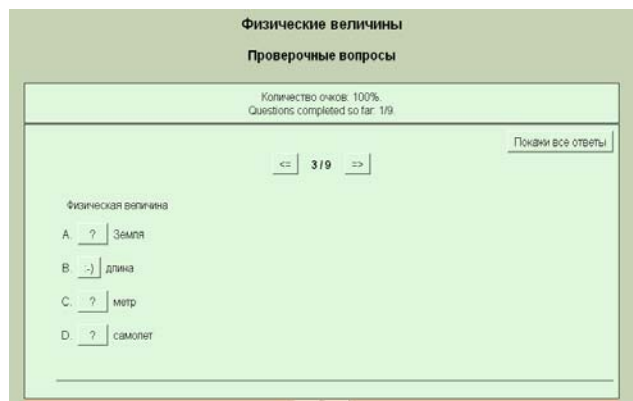 Физические величины
Проверочные вопросы
Количество очков: 100%.
Questions completed so far: 1/9.
Покажи все ответы
<= 3 / 9 =>
Физическая величина
A. ? Земля
B. :-) длина
C. ? метр
D. ? самолет